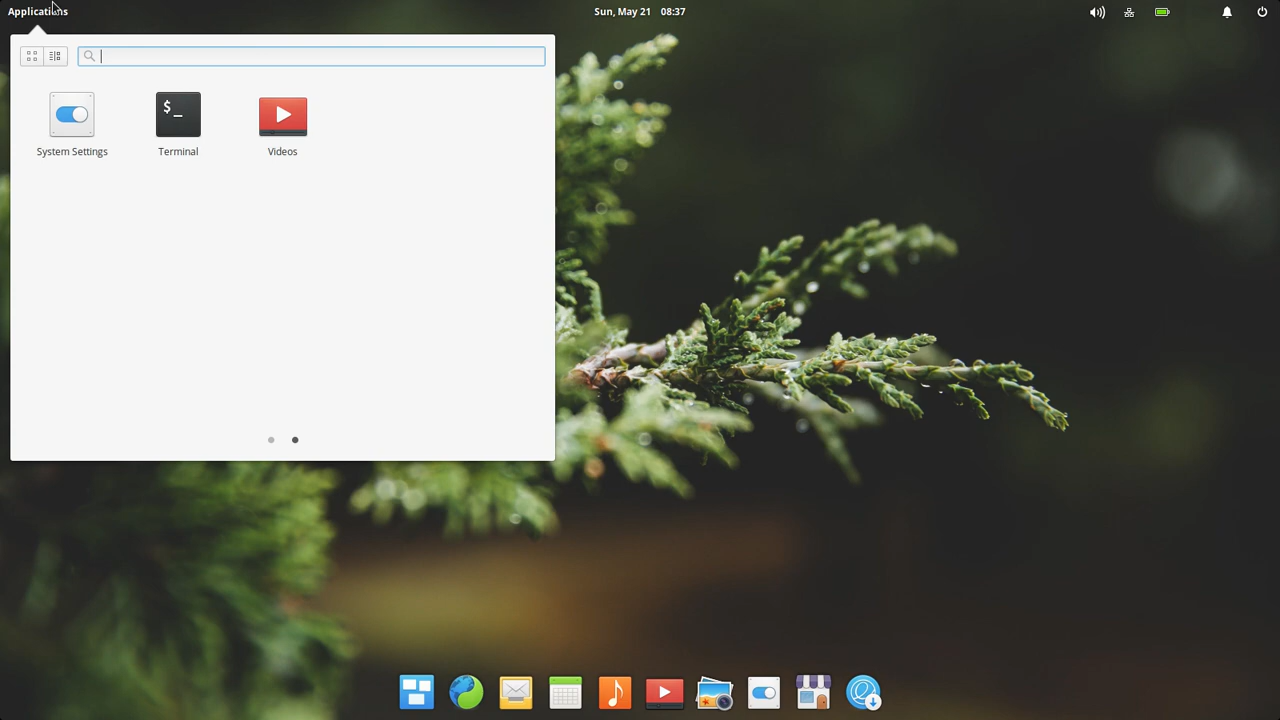 Applications
Sun, May 21 08:37
System Settings
$_
Terminal
Videos